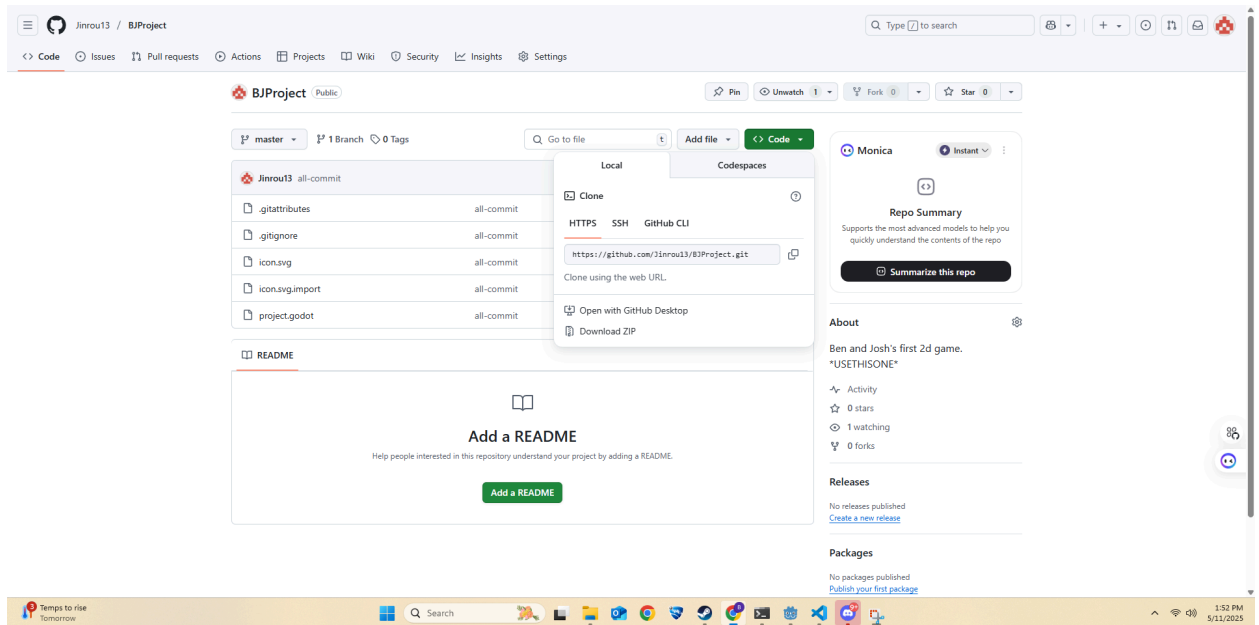 Jinrou13 / BJProject
Type / to search
Code
Issues
Pull requests
Actions
Projects
Wiki
Security
Insights
Settings
BJProject Public
Pin
Unwatch 1
Fork 0
Star 0
master
1 Branch
0 Tags
Go to file t
Add file
<> Code
Jinrou13 all-commit
.gitattributes all-commit
.gitignore all-commit
icon.svg all-commit
icon.svg.import all-commit
project.godot all-commit
Local
Codespaces
Clone
HTTPS SSH GitHub CLI
https://github.com/Jinrou13/BJProject.git
Clone using the web URL.
Open with GitHub Desktop
Download ZIP
README
Add a README
Help people interested in this repository understand your project by adding a README.
Add a README
Monica
Instant
Repo Summary
Supports the most advanced models to help you
quickly understand the contents of the repo
Summarize this repo
About
Ben and Josh's first 2d game.
*USETHISONE*
Activity
0 stars
1 watching
0 forks
Releases
No releases published
Create a new release
Packages
No packages published
Publish your first package
3
Temps to rise
Tomorrow
Search
1:52 PM
5/11/2025